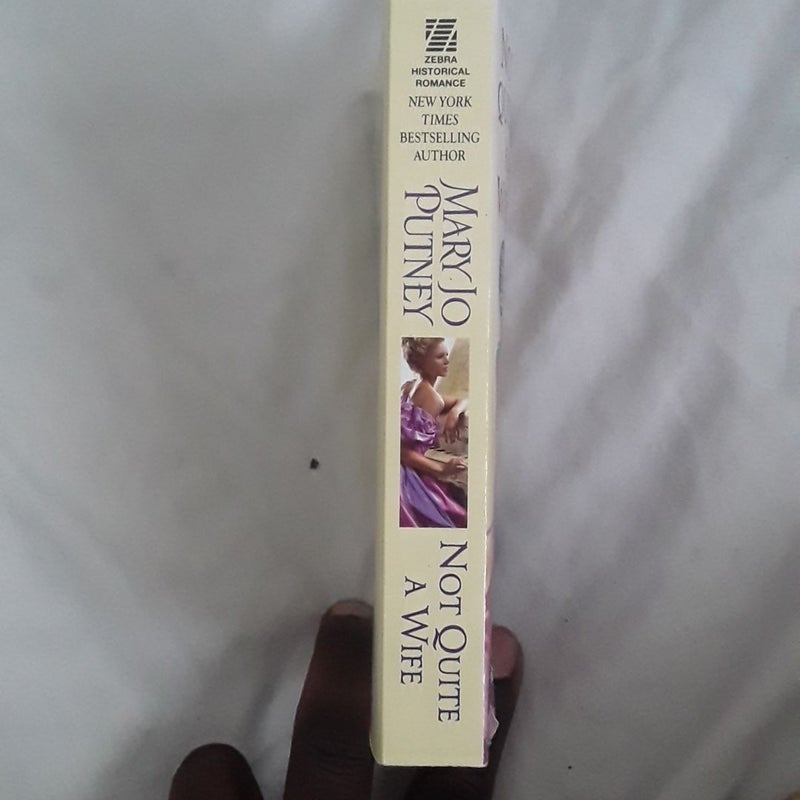 ZEBRA
HISTORICAL
ROMANCE
NEW YORK
TIMES
BESTSELLING
AUTHOR
MARY JO
PUTNEY
NOT QUITE
A WIFE